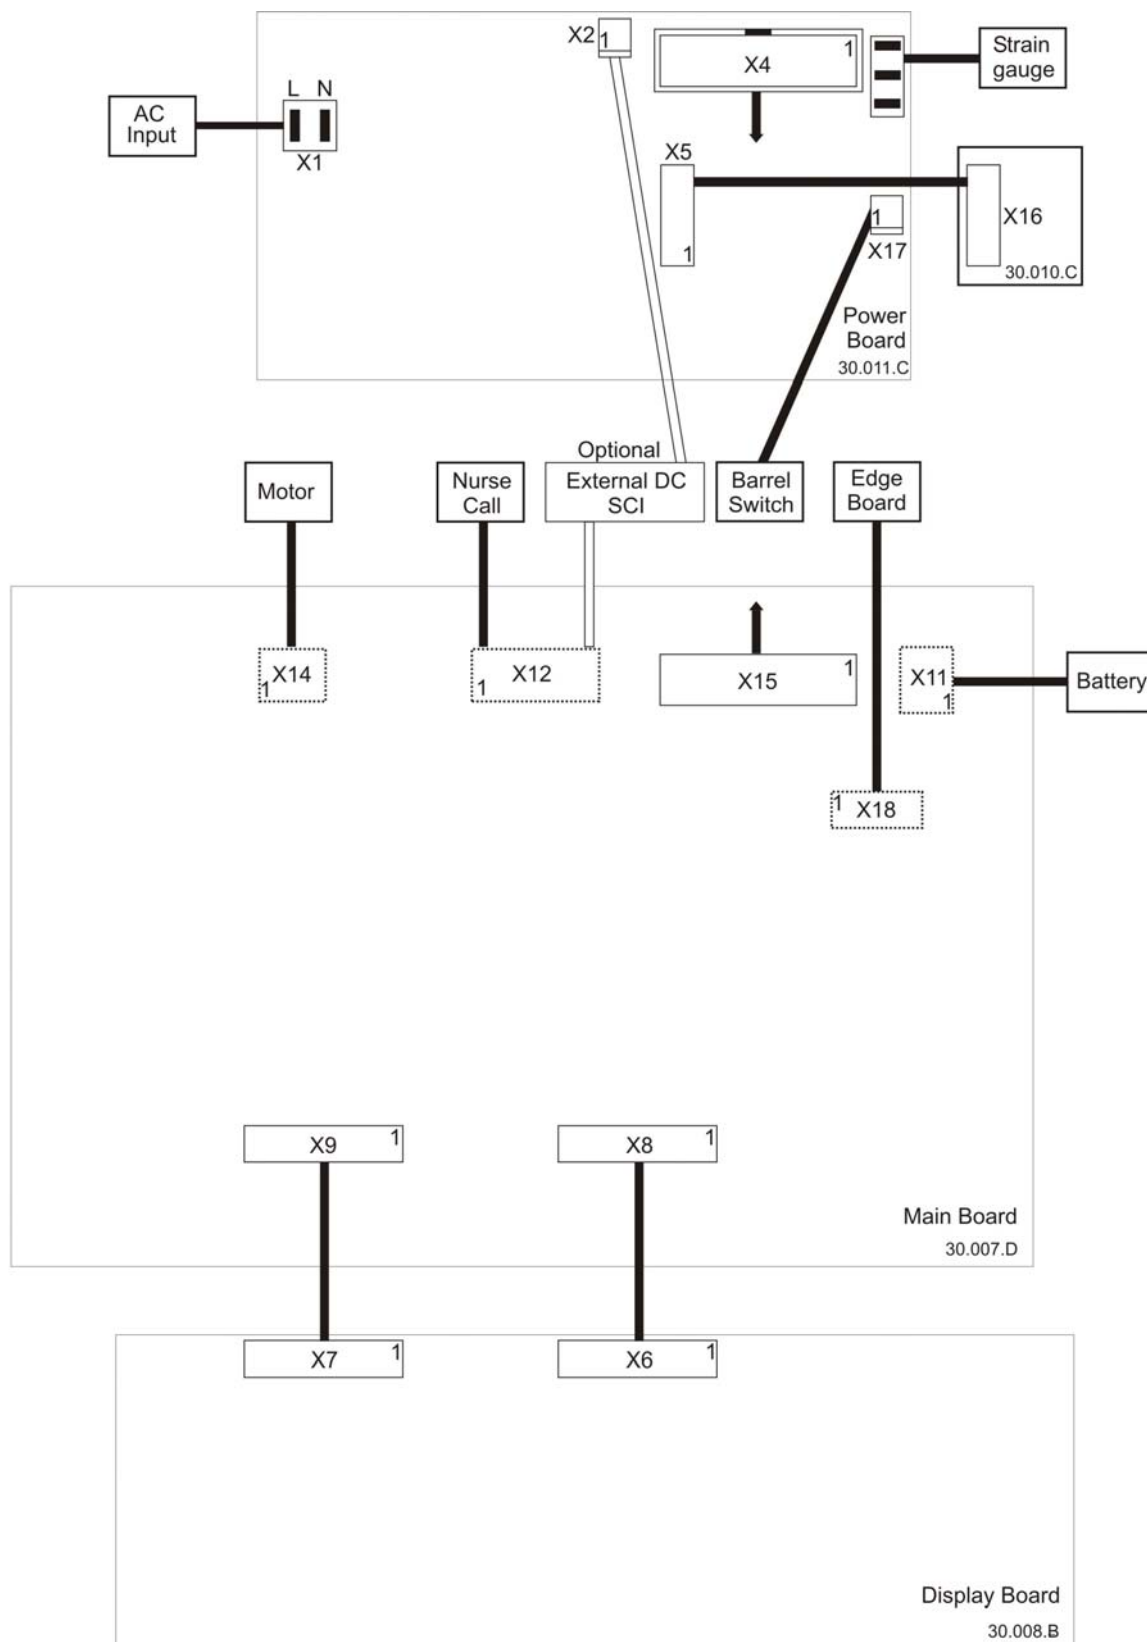 X2
1
X4
1
Strain
gauge
AC
Input
L N
X1
X5
1
X16
30.010.C
1
X17
Power
Board
30.011.C
Optional
Motor
Nurse
Call
External DC
SCI
Barrel
Switch
Edge
Board
X14
1
X12
1
X15
1
X11
1
Battery
1
X18
X9
1
X8
1
Main Board
30.007.D
X7
1
X6
1
Display Board
30.008.B